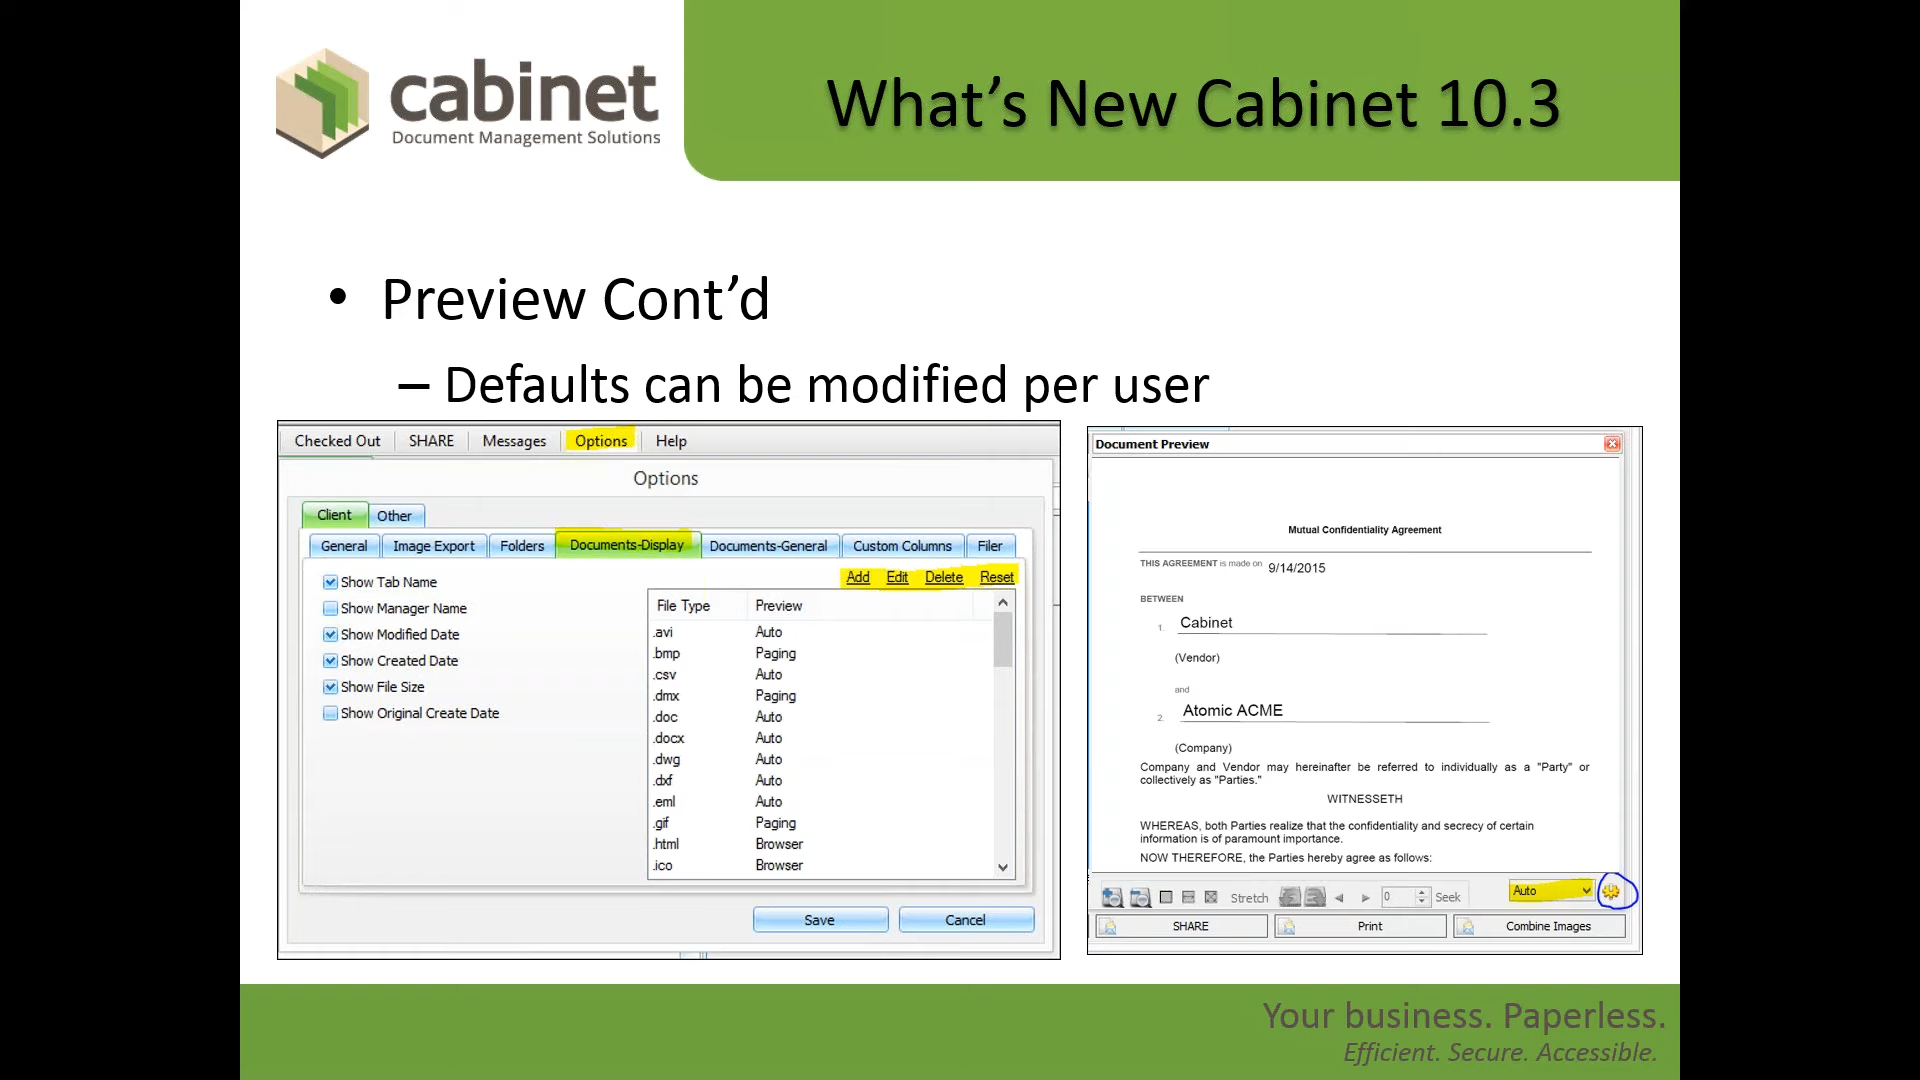 cabinet
Document Management Solutions
What's New Cabinet 10.3
• Preview Cont'd
– Defaults can be modified per user
Checked Out SHARE Messages Options Help
Options
Client Other
General Image Export Folders Documents-Display Documents-General Custom Columns Filer
Add Edit Delete Reset
Show Tab Name
Show Manager Name
Show Modified Date
Show Created Date
Show File Size
Show Original Create Date
File Type Preview
.avi Auto
.bmp Paging
.csv Auto
.dmx Paging
.doc Auto
.docx Auto
.dwg Auto
.dxf Auto
.eml Auto
.gif Paging
.html Browser
.ico Browser
Save Cancel
Document Preview
Mutual Confidentiality Agreement
THIS AGREEMENT is made on 9/14/2015
BETWEEN
1. Cabinet
(Vendor)
and
2. Atomic ACME
(Company)
Company and Vendor may hereinafter be referred to individually as a "Party" or
collectively as "Parties."
WITNESSETH
WHEREAS, both Parties realize that the confidentiality and secrecy of certain
information is of paramount importance.
NOW THEREFORE, the Parties hereby agree as follows:
Stretch 0 Seek Auto
SHARE Print Combine Images
Your business. Paperless.
Efficient. Secure. Accessible.